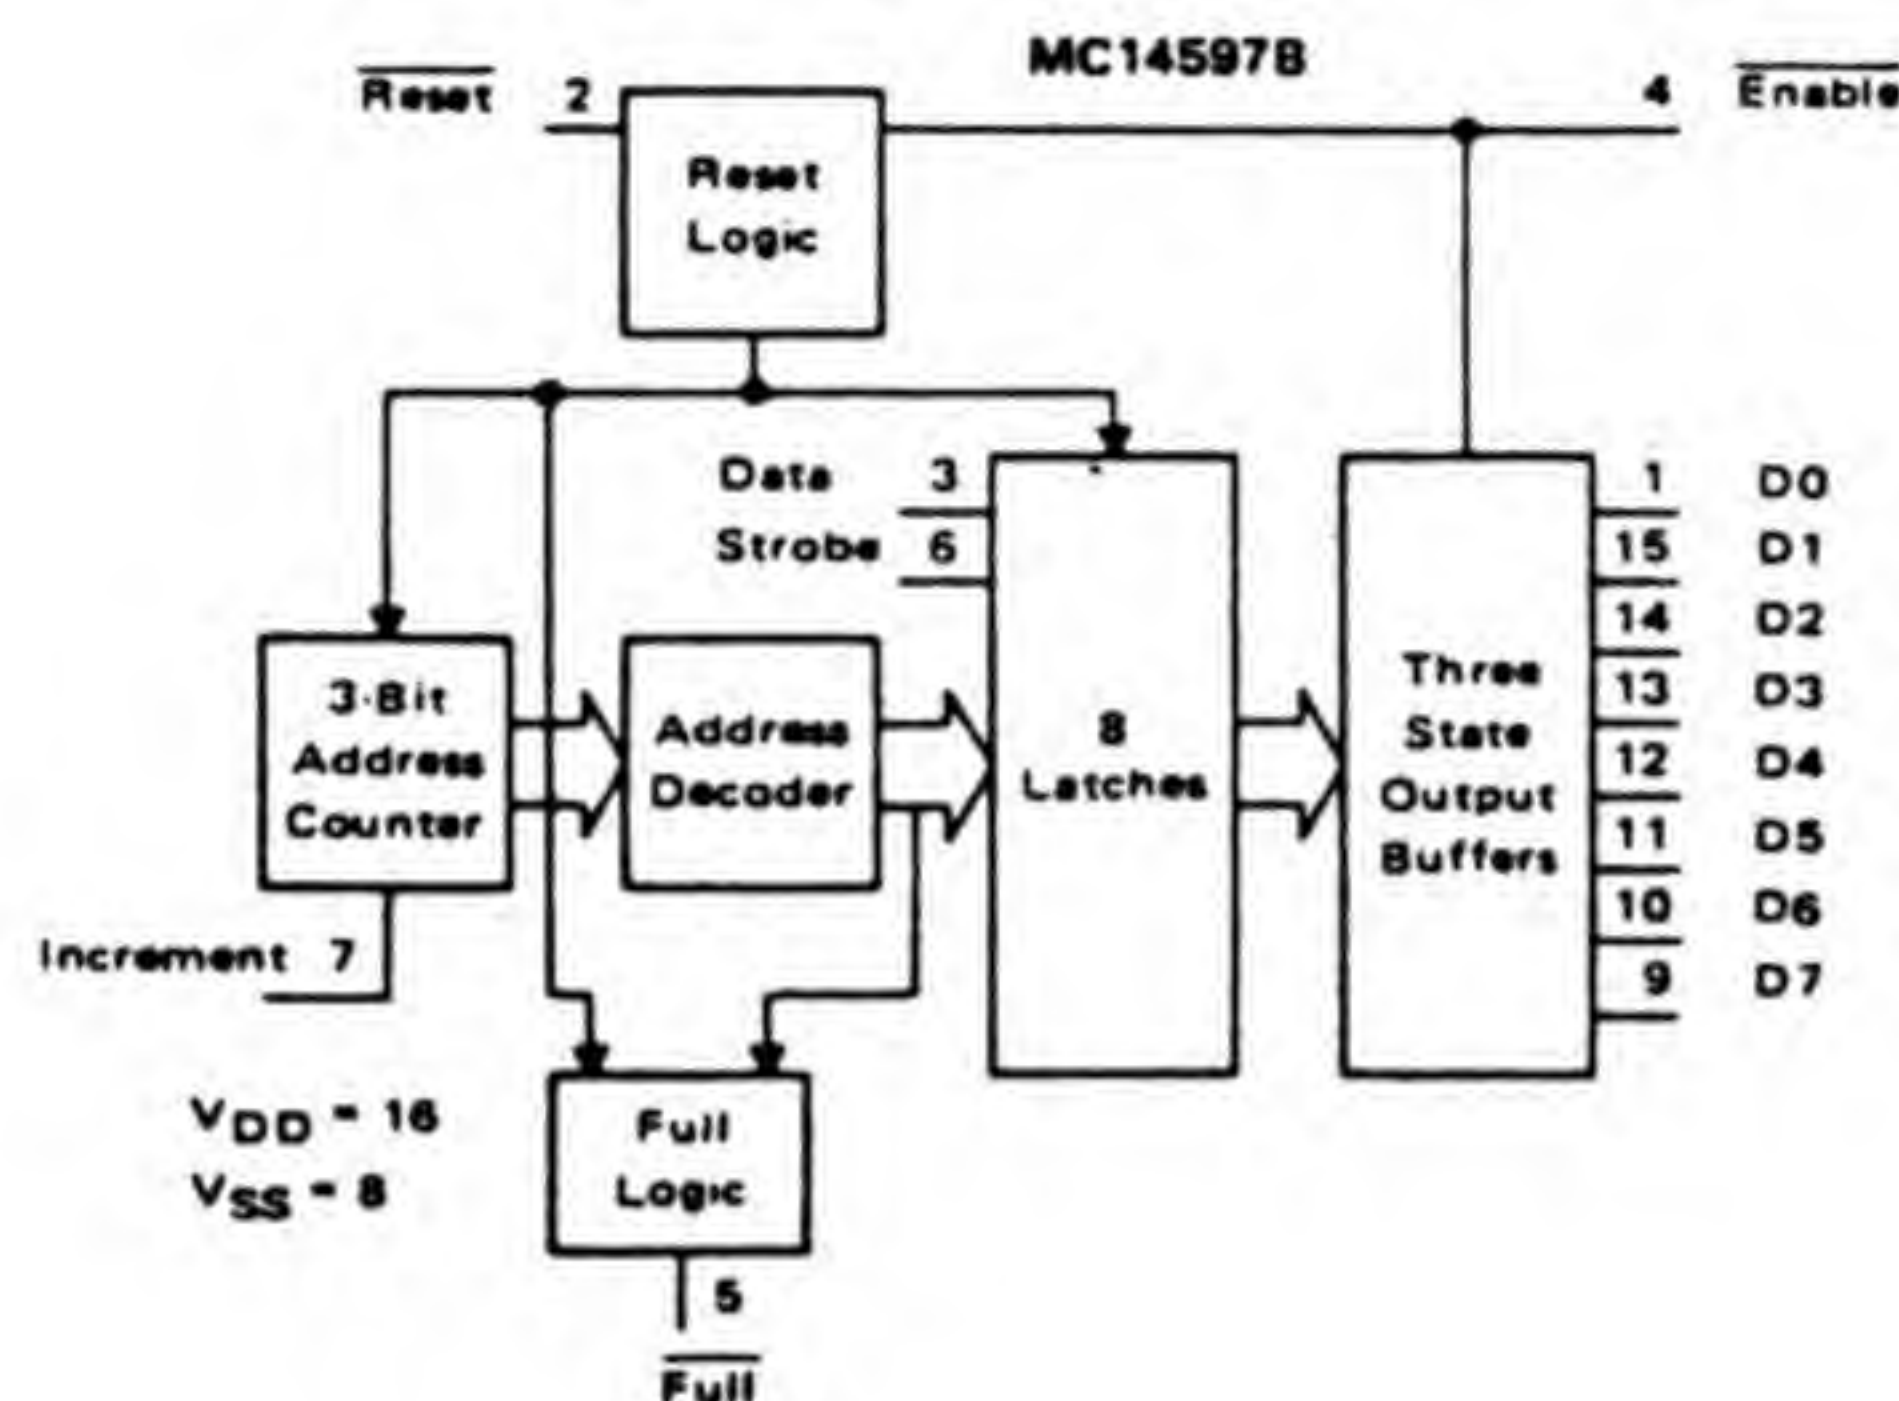 MC14597B
Reset 2
4 Enable
Reset
Logic
Data 3
Strobe 6
1 D0
15 D1
14 D2
13 D3
12 D4
11 D5
10 D6
9 D7
3-Bit
Address
Counter
Address
Decoder
8
Latches
Three
State
Output
Buffers
Increment 7
VDD = 16
VSS = 8
Full
Logic
5
Full